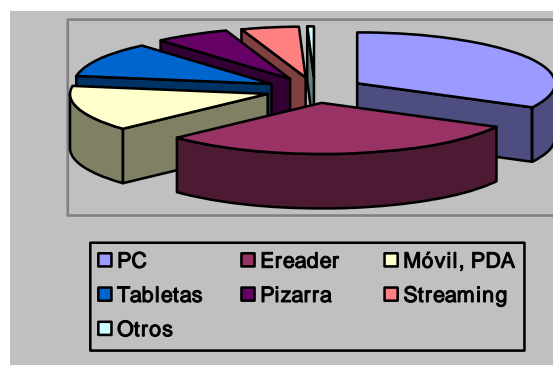 PC Ereader Móvil, PDA
Tabletas Pizarra Streaming
Otros